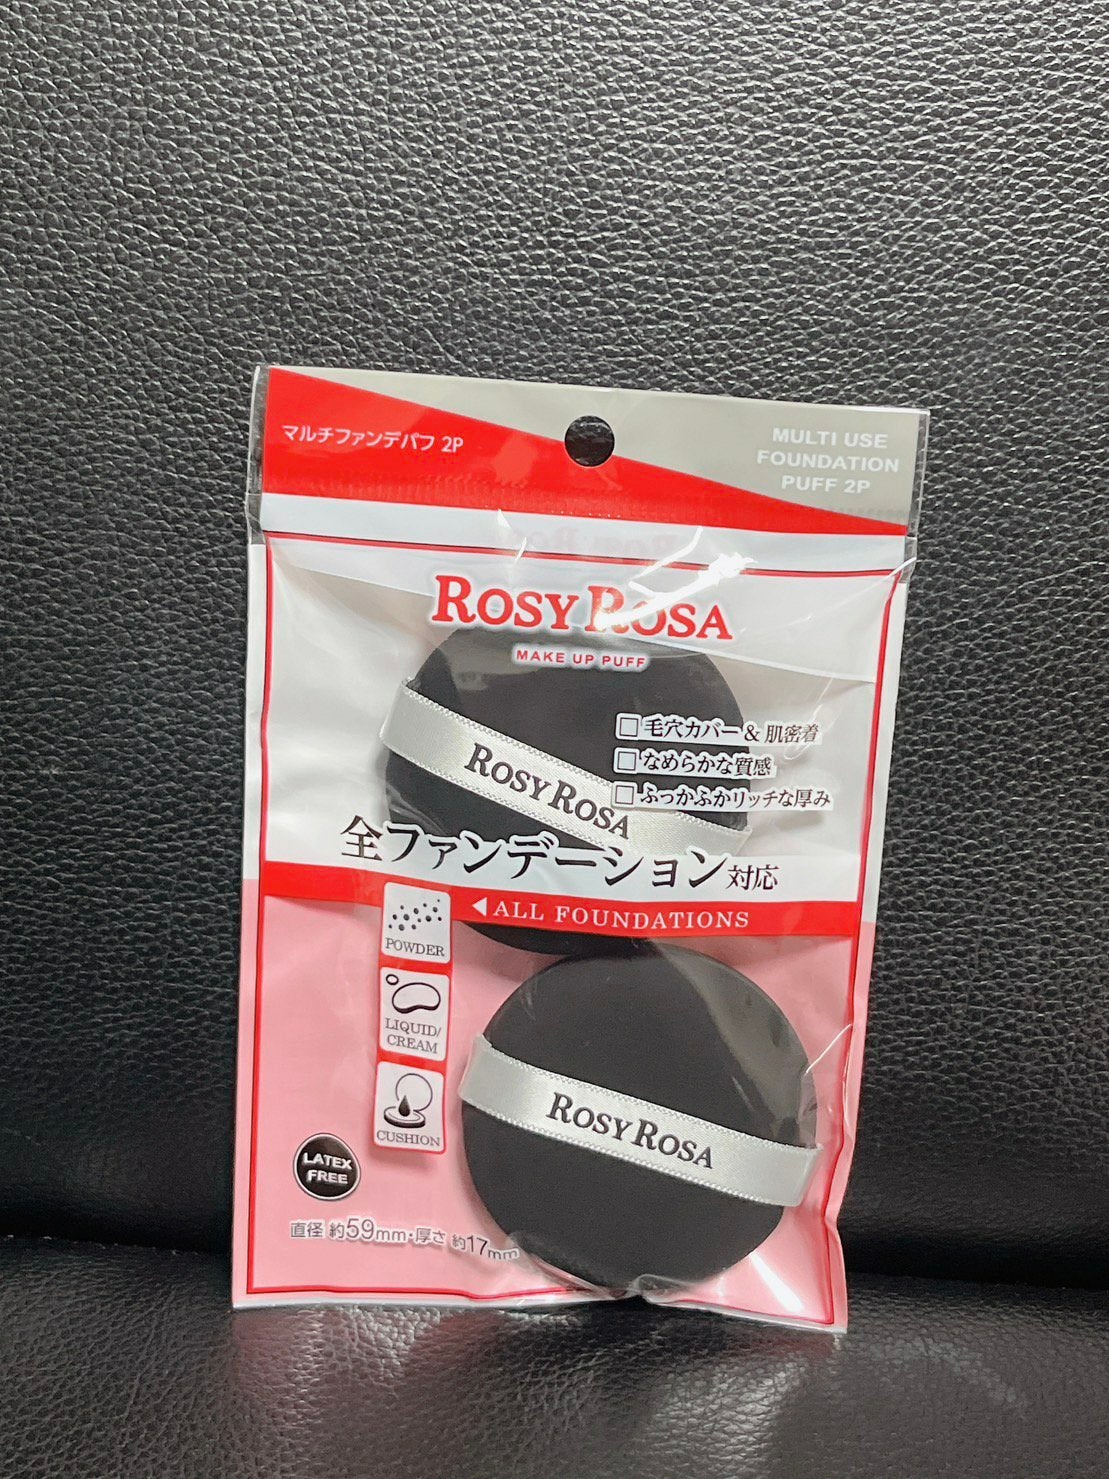 マルチファンデパフ 2P
MULTI USE
FOUNDATION
PUFF 2P
ROSY ROSA
MAKE UP PUFF
□ 毛穴カバー & 肌密着
□ なめらかな質感
□ ふっかふかリッチな厚み
ROSY ROSA
全ファンデーション対応
◀ALL FOUNDATIONS
POWDER
LIQUID/
CREAM
CUSHION
ROSY ROSA
LATEX
FREE
直径 約59mm・厚さ 約17mm